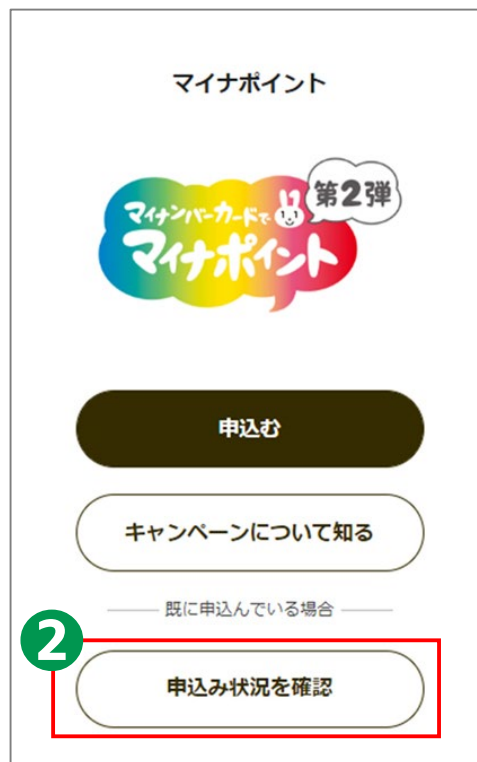 マイナポイント
第2弾
マイナンバーカードで
マイナポイント
申込む
キャンペーンについて知る
既に申込んでいる場合
2
申込み状況を確認